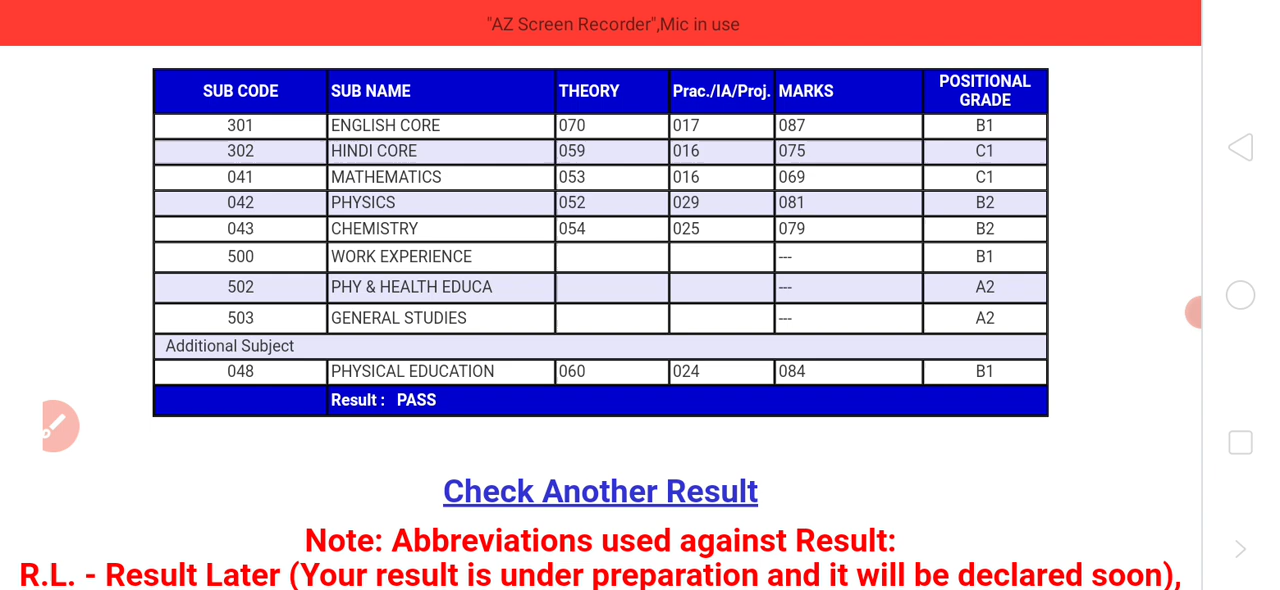 "AZ Screen Recorder",Mic in use
SUB CODE SUB NAME THEORY Prac./IA/Proj. MARKS POSITIONAL GRADE
301 ENGLISH CORE 070 017 087 B1
302 HINDI CORE 059 016 075 C1
041 MATHEMATICS 053 016 069 C1
042 PHYSICS 052 029 081 B2
043 CHEMISTRY 054 025 079 B2
500 WORK EXPERIENCE --- B1
502 PHY & HEALTH EDUCA --- A2
503 GENERAL STUDIES --- A2
Additional Subject
048 PHYSICAL EDUCATION 060 024 084 B1
Result : PASS
Check Another Result
Note: Abbreviations used against Result:
R.L. - Result Later (Your result is under preparation and it will be declared soon),